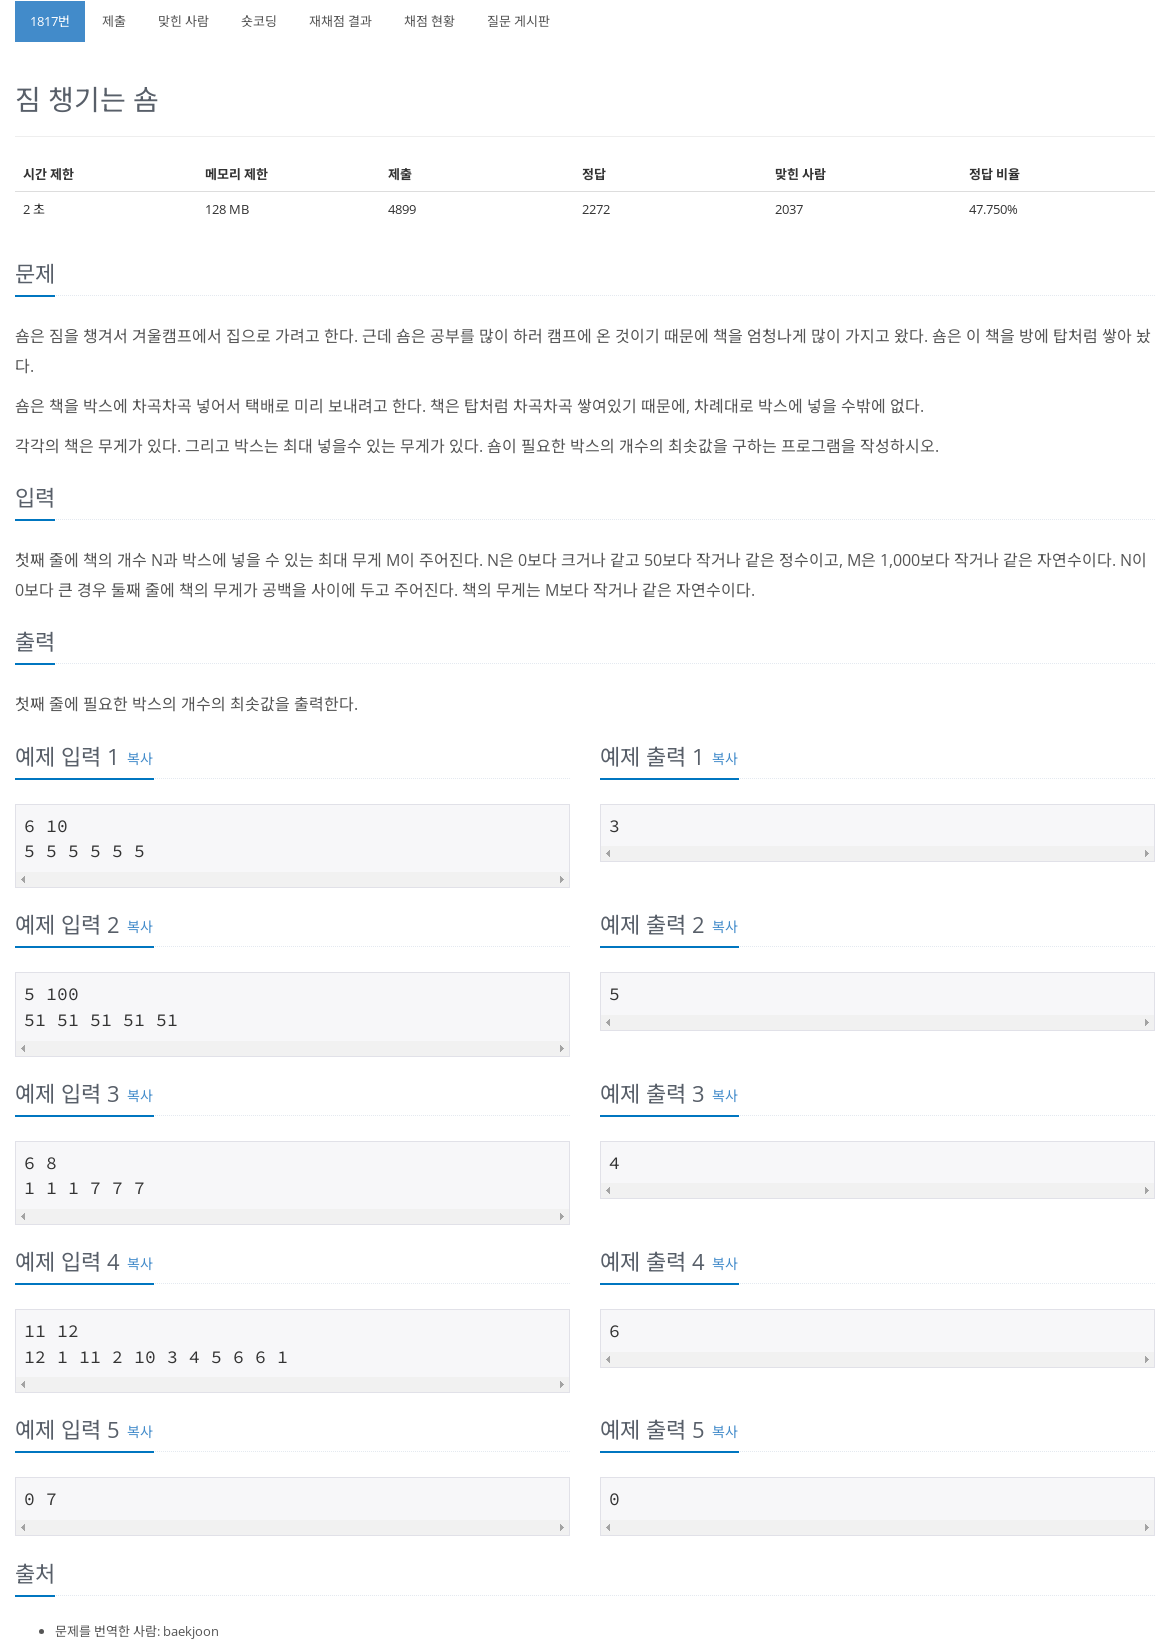 1817번 제출 맞힌 사람 숏코딩 재채점 결과 채점 현황 질문 게시판
짐 챙기는 숌
시간 제한 메모리 제한 제출 정답 맞힌 사람 정답 비율
2 초 128 MB 4899 2272 2037 47.750%
문제
숌은 짐을 챙겨서 겨울캠프에서 집으로 가려고 한다. 근데 숌은 공부를 많이 하러 캠프에 온 것이기 때문에 책을 엄청나게 많이 가지고 왔다. 숌은 이 책을 방에 탑처럼 쌓아 놨
다.
숌은 책을 박스에 차곡차곡 넣어서 택배로 미리 보내려고 한다. 책은 탑처럼 차곡차곡 쌓여있기 때문에, 차례대로 박스에 넣을 수밖에 없다.
각각의 책은 무게가 있다. 그리고 박스는 최대 넣을수 있는 무게가 있다. 숌이 필요한 박스의 개수의 최솟값을 구하는 프로그램을 작성하시오.
입력
첫째 줄에 책의 개수 N과 박스에 넣을 수 있는 최대 무게 M이 주어진다. N은 0보다 크거나 같고 50보다 작거나 같은 정수이고, M은 1,000보다 작거나 같은 자연수이다. N이
0보다 큰 경우 둘째 줄에 책의 무게가 공백을 사이에 두고 주어진다. 책의 무게는 M보다 작거나 같은 자연수이다.
출력
첫째 줄에 필요한 박스의 개수의 최솟값을 출력한다.
예제 입력 1 복사
6 10
5 5 5 5 5 5
예제 출력 1 복사
3
예제 입력 2 복사
5 100
51 51 51 51 51
예제 출력 2 복사
5
예제 입력 3 복사
6 8
1 1 1 7 7 7
예제 출력 3 복사
4
예제 입력 4 복사
11 12
12 1 11 2 10 3 4 5 6 6 1
예제 출력 4 복사
6
예제 입력 5 복사
0 7
예제 출력 5 복사
0
출처
• 문제를 번역한 사람: baekjoon